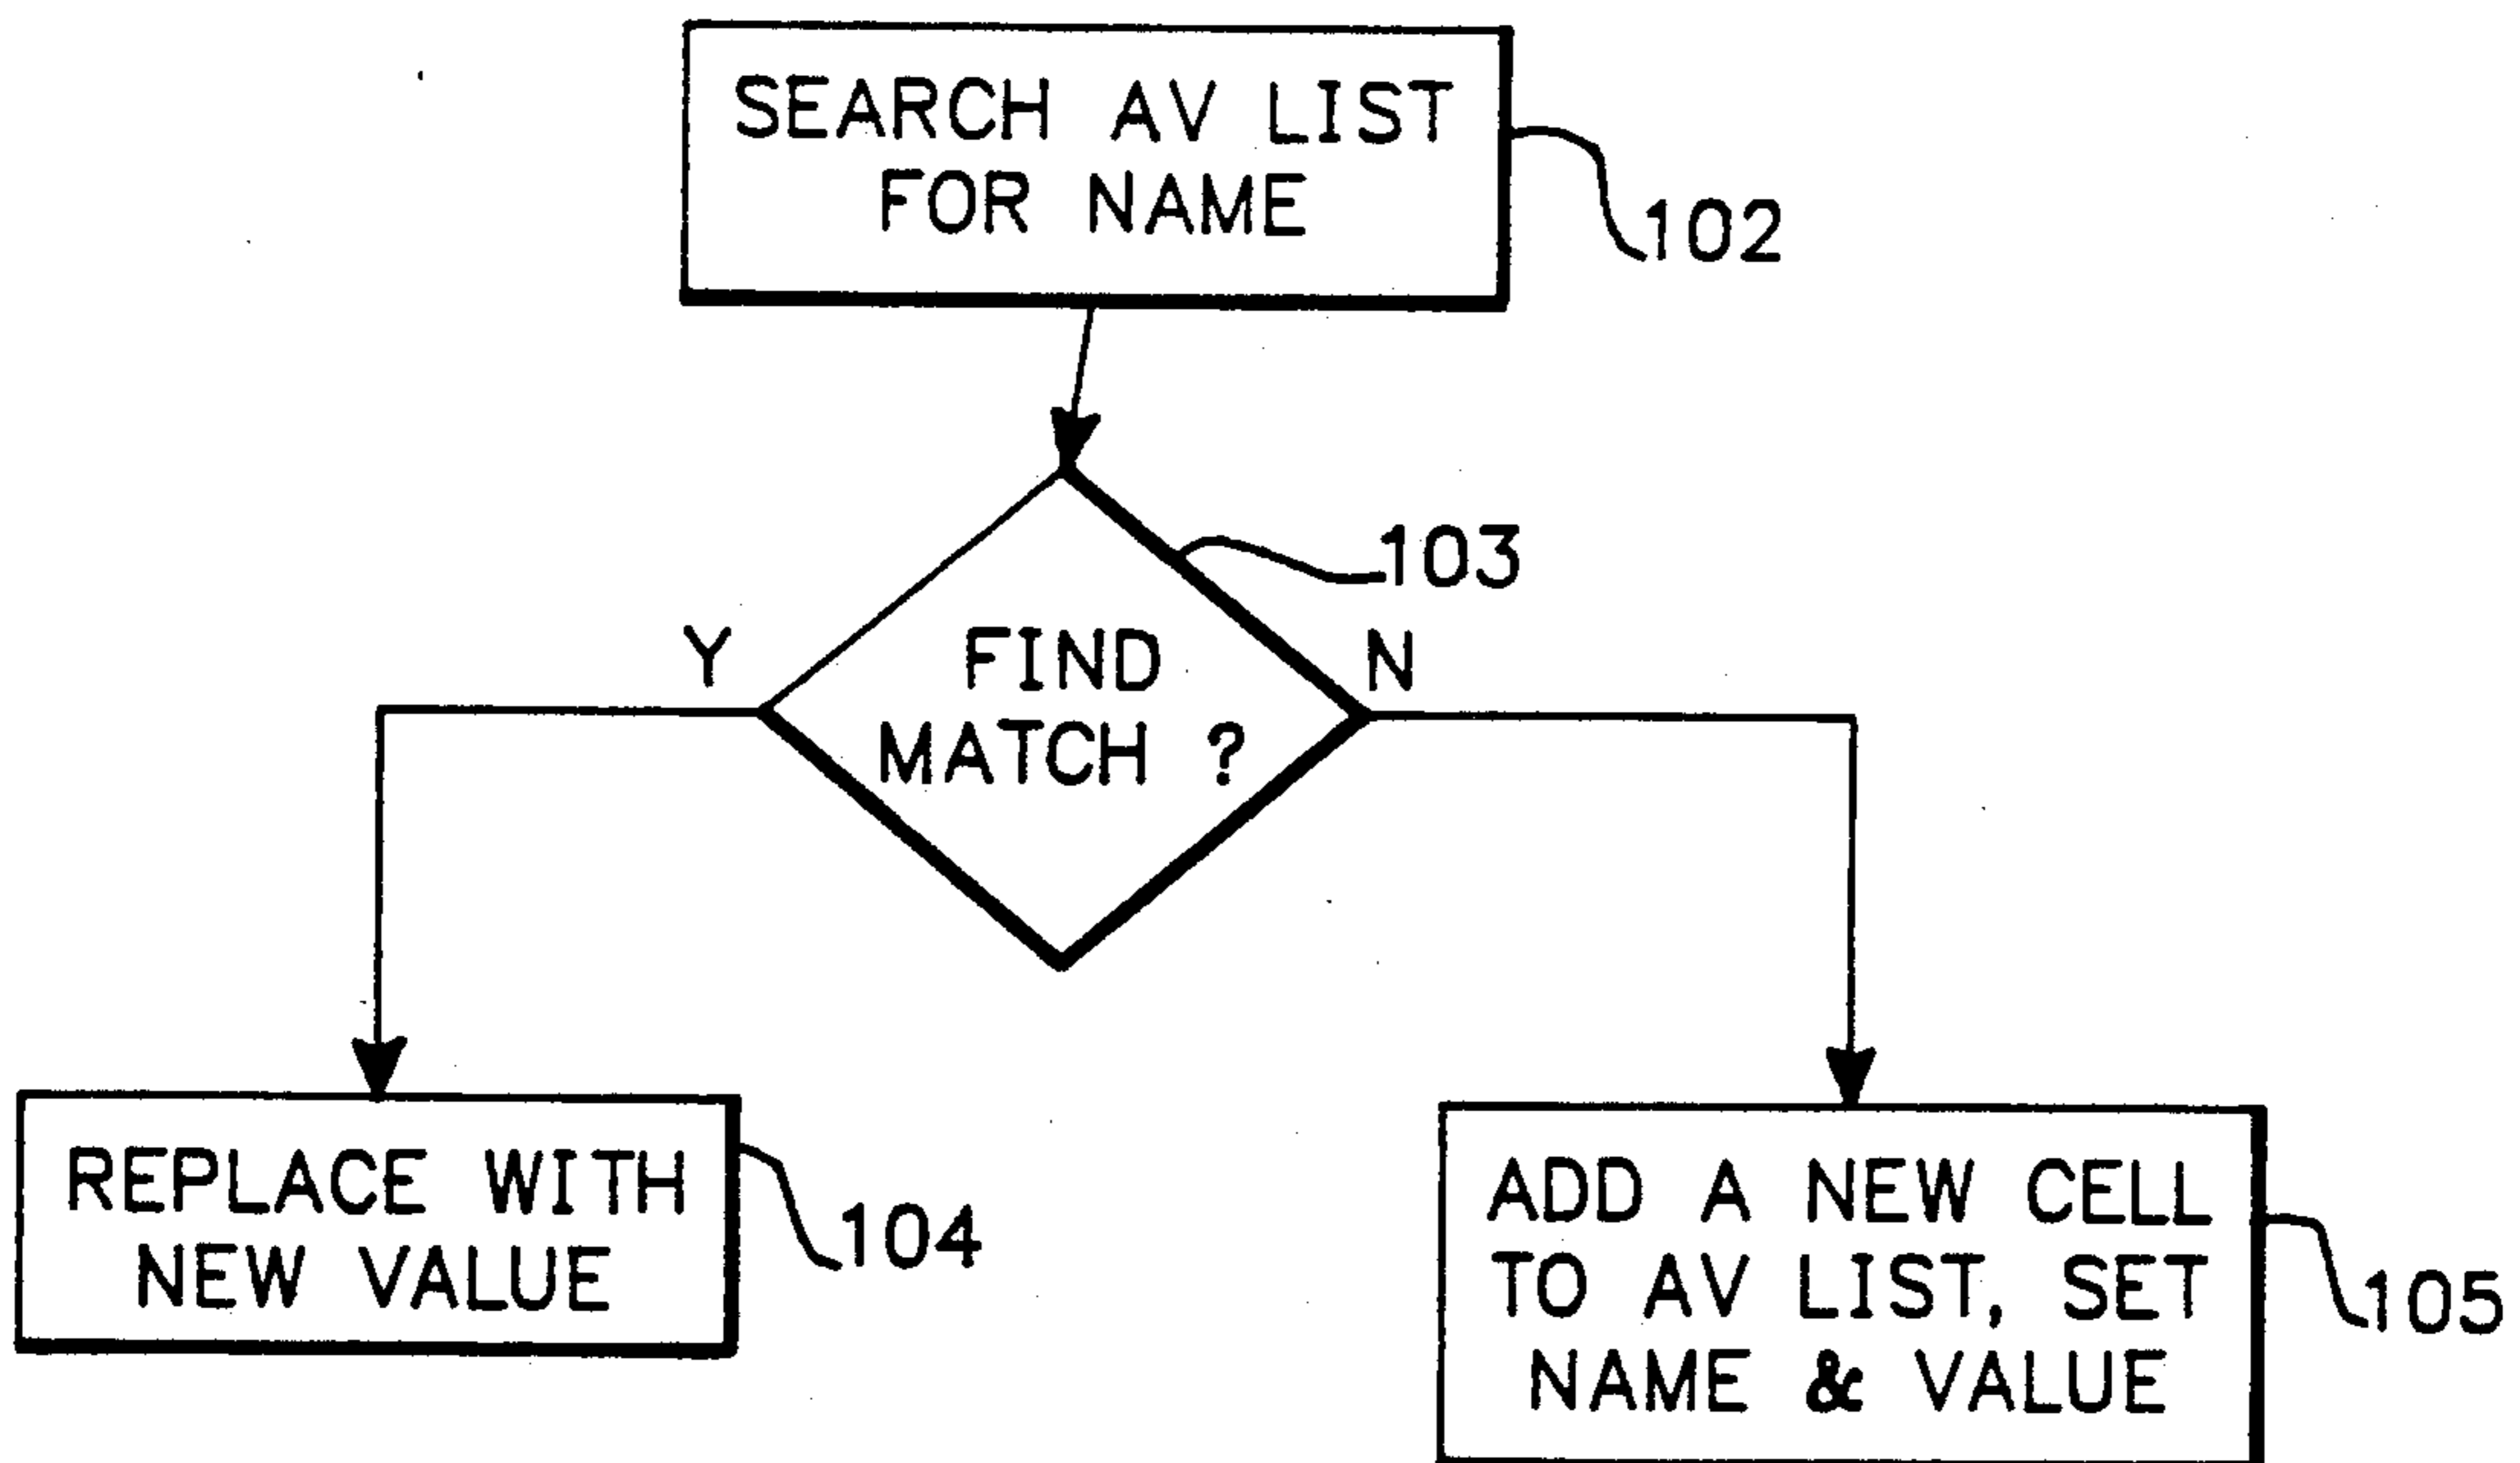 SEARCH AV LIST
FOR NAME
102
103
Y
FIND
MATCH ?
N
REPLACE WITH
NEW VALUE
104
ADD A NEW CELL
TO AV LIST, SET
NAME & VALUE
105